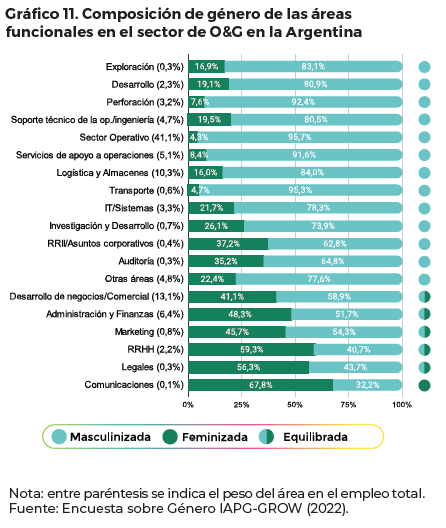 Gráfico 11. Composición de género de las áreas
funcionales en el sector de O&G en la Argentina
Exploración (0,3%) 16,9% 83,1%
Desarrollo (2,3%) 19,1% 80,9%
Perforación (3,2%) 7,6% 92,4%
Soporte técnico de la op./ingeniería (4,7%) 19,5% 80,5%
Sector Operativo (41,1%) 4,3% 95,7%
Servicios de apoyo a operaciones (5,1%) 8,4% 91,6%
Logística y Almacenes (10,3%) 16,0% 84,0%
Transporte (0,6%) 4,7% 95,3%
IT/Sistemas (3,3%) 21,7% 78,3%
Investigación y Desarrollo (0,7%) 26,1% 73,9%
RRII/Asuntos corporativos (0,4%) 37,2% 62,8%
Auditoría (0,3%) 35,2% 64,8%
Otras áreas (4,8%) 22,4% 77,6%
Desarrollo de negocios/Comercial (13,1%) 41,1% 58,9%
Administración y Finanzas (6,4%) 48,3% 51,7%
Marketing (0,8%) 45,7% 54,3%
RRHH (2,2%) 59,3% 40,7%
Legales (0,3%) 56,3% 43,7%
Comunicaciones (0,1%) 67,8% 32,2%
0% 25% 50% 75% 100%
Masculinizada Feminizada Equilibrada
Nota: entre paréntesis se indica el peso del área en el empleo total.
Fuente: Encuesta sobre Género IAPG-GROW (2022).